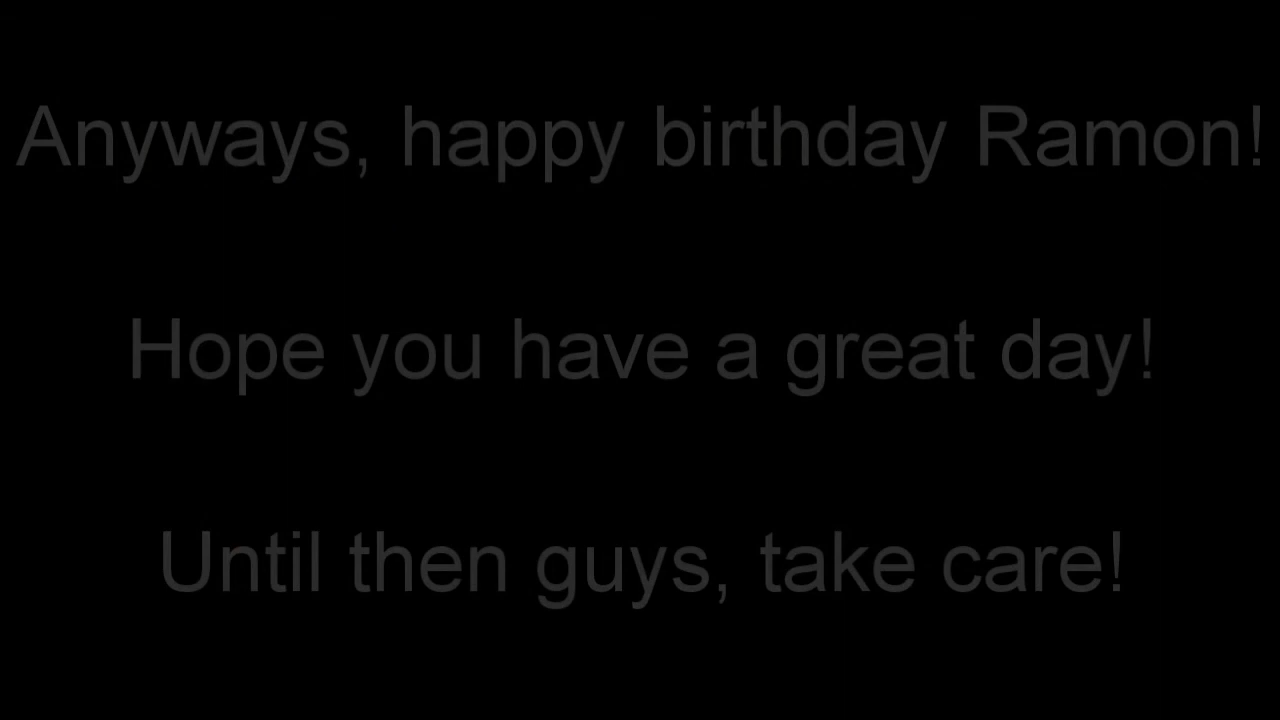 Anyways, happy birthday Ramon!
Hope you have a great day!
Until then guys, take care!